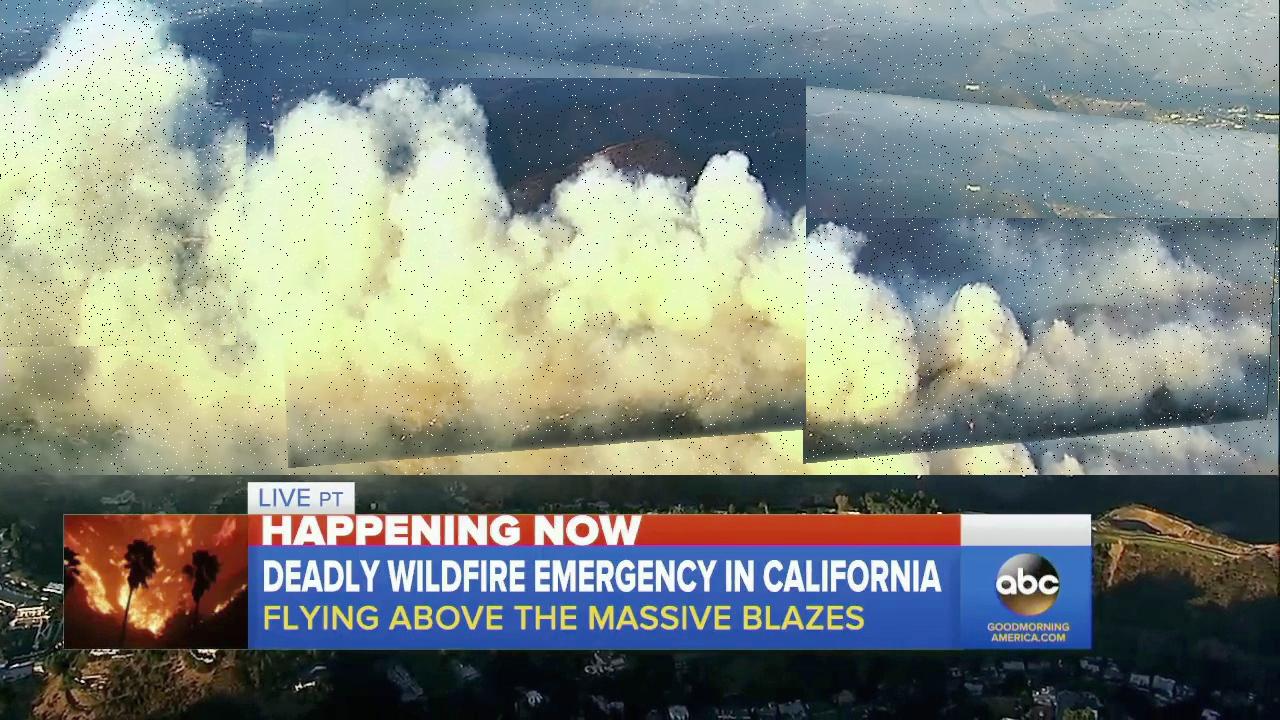 LIVE PT
HAPPENING NOW
DEADLY WILDFIRE EMERGENCY IN CALIFORNIA
FLYING ABOVE THE MASSIVE BLAZES
abc
GOODMORNING
AMERICA.COM